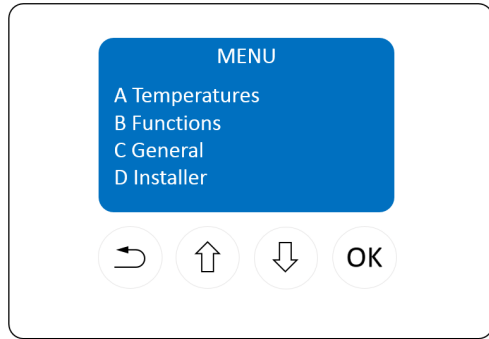 MENU
A Temperatures
B Functions
C General
D Installer
OK